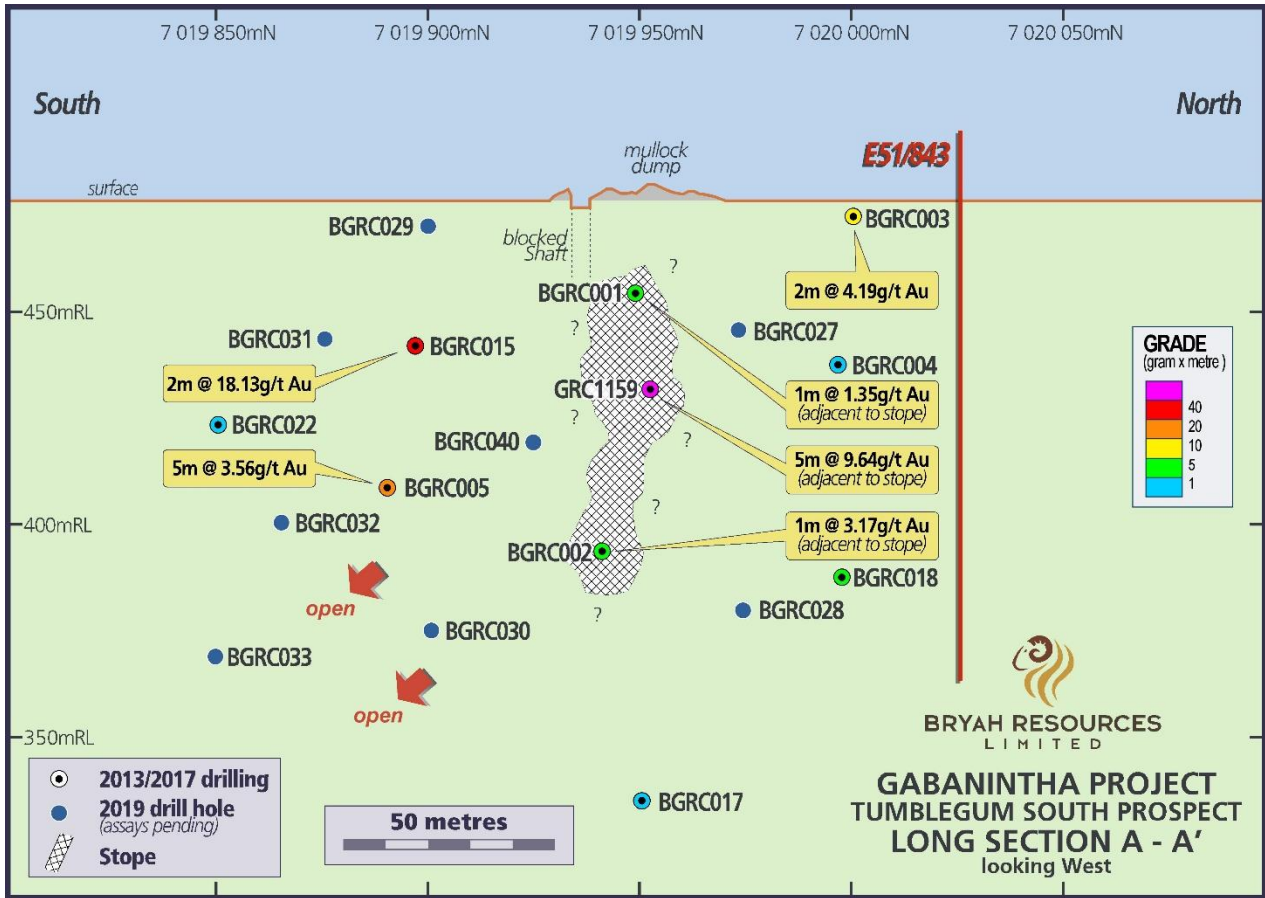 7 019 850mN
7 019 900mN
7 019 950mN
7 020 000mN
7 020 050mN
South
North
E51/843
mullock
dump
surface
blocked
Shaft
BGRC029
BGRC003
2m @ 4.19g/t Au
BGRC001
450mRL
BGRC031
BGRC015
BGRC027
BGRC004
2m @ 18.13g/t Au
1m @ 1.35g/t Au
(adjacent to stope)
GRC1159
BGRC022
BGRC040
5m @ 3.56g/t Au
5m @ 9.64g/t Au
(adjacent to stope)
BGRC005
GRADE
(gram x metre )
40
20
10
5
1
?
?
?
?
?
?
400mRL
BGRC032
1m @ 3.17g/t Au
(adjacent to stope)
BGRC002
BGRC018
open
BGRC028
BGRC030
BGRC033
open
350mRL
BGRC017
2013/2017 drilling
2019 drill hole
(assays pending)
Stope
50 metres
BRYAH RESOURCES
LIMITED
GABANINTHA PROJECT
TUMBLEGUM SOUTH PROSPECT
LONG SECTION A - A'
looking West